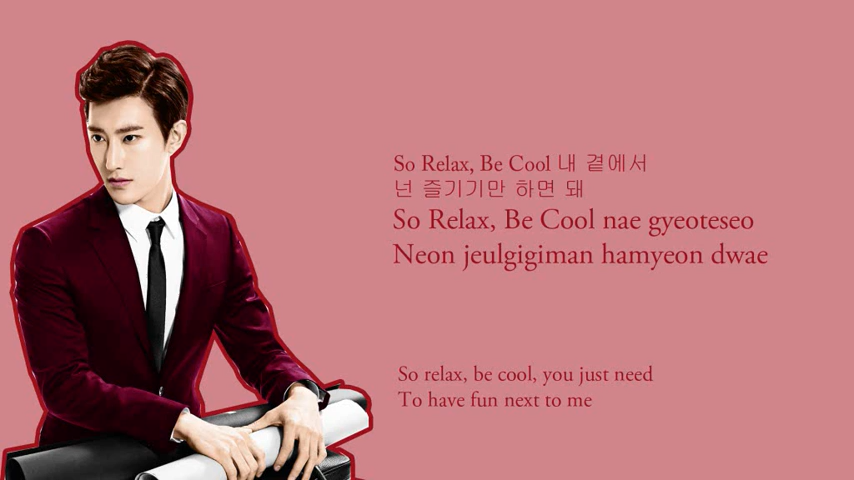 So Relax, Be Cool 내 곁에서
넌 즐기기만 하면 돼
So Relax, Be Cool nae gyeoteseo
Neon jeulgigiman hamyeon dwae
So relax, be cool, you just need
To have fun next to me